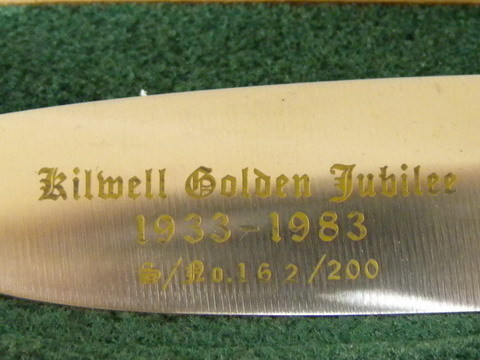 Kilwell Golden Jubilee
1933-1983
S/No.162/200